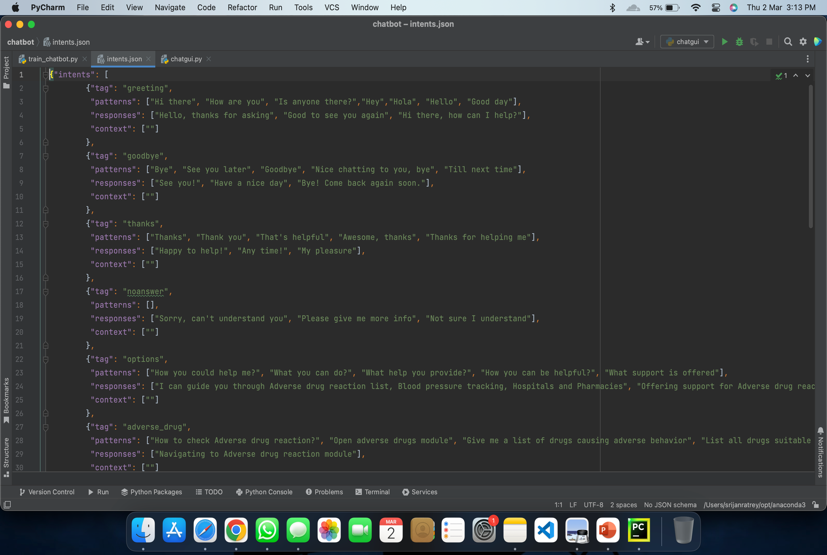 PyCharm File Edit View Navigate Code Refactor Run Tools VCS Window Help 57% Thu 2 Mar 3:13 PM
chatbot – intents.json
chatbot intents.json chatgui
train_chatbot.py intents.json chatgui.py
Project
1 {"intents": [ 1
2 {"tag": "greeting",
3 "patterns": ["Hi there", "How are you", "Is anyone there?","Hey","Hola", "Hello", "Good day"],
4 "responses": ["Hello, thanks for asking", "Good to see you again", "Hi there, how can I help?"],
5 "context": [""]
6 },
7 {"tag": "goodbye",
8 "patterns": ["Bye", "See you later", "Goodbye", "Nice chatting to you, bye", "Till next time"],
9 "responses": ["See you!", "Have a nice day", "Bye! Come back again soon."],
10 "context": [""]
11 },
12 {"tag": "thanks",
13 "patterns": ["Thanks", "Thank you", "That's helpful", "Awesome, thanks", "Thanks for helping me"],
14 "responses": ["Happy to help!", "Any time!", "My pleasure"],
15 "context": [""]
16 },
17 {"tag": "noanswer",
18 "patterns": [],
19 "responses": ["Sorry, can't understand you", "Please give me more info", "Not sure I understand"],
20 "context": [""]
21 },
22 {"tag": "options",
23 "patterns": ["How you could help me?", "What you can do?", "What help you provide?", "How you can be helpful?", "What support is offered"],
24 "responses": ["I can guide you through Adverse drug reaction list, Blood pressure tracking, Hospitals and Pharmacies", "Offering support for Adverse drug reac
25 "context": [""]
26 },
27 {"tag": "adverse_drug",
28 "patterns": ["How to check Adverse drug reaction?", "Open adverse drugs module", "Give me a list of drugs causing adverse behavior", "List all drugs suitable
29 "responses": ["Navigating to Adverse drug reaction module"],
30 "context": [""]
Bookmarks
Structure
Notifications
Version Control Run Python Packages TODO Python Console Problems Terminal Services
1:1 LF UTF-8 2 spaces No JSON schema /Users/srijanratrey/opt/anaconda3
MAR
2
1
PC